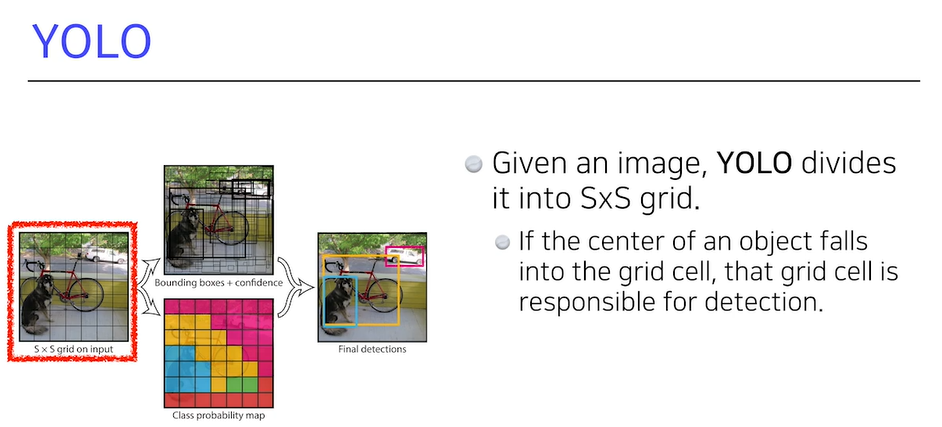 YOLO
Given an image, YOLO divides
it into SxS grid.
If the center of an object falls
into the grid cell, that grid cell is
responsible for detection.
S × S grid on input
Bounding boxes + confidence
Class probability map
Final detections